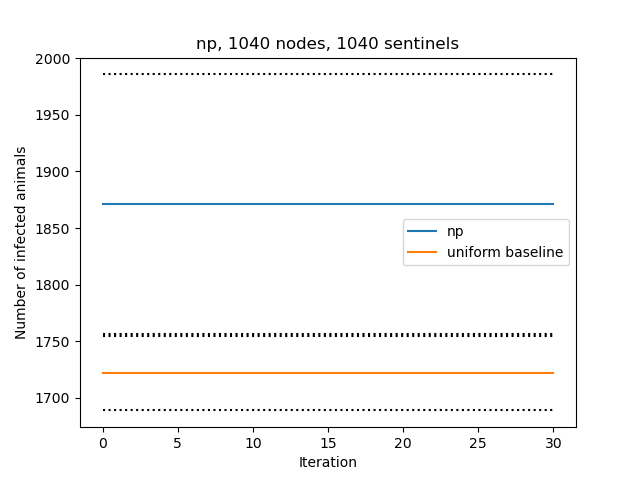 np, 1040 nodes, 1040 sentinels
2000
1950
1900
1850
1800
1750
1700
Number of infected animals
np
uniform baseline
0 5 10 15 20 25 30
Iteration